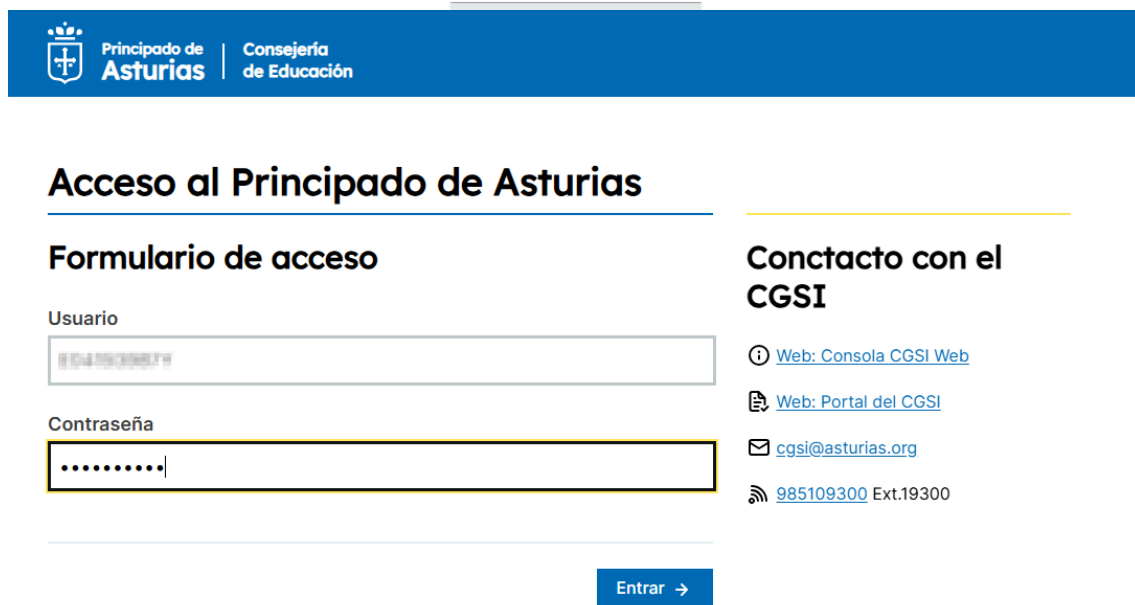 Principado de
Asturias
Consejería
de Educación
Acceso al Principado de Asturias
Formulario de acceso
Usuario
Contraseña
••••••••••
Entrar →
Conctacto con el
CGSI
Web: Consola CGSI Web
Web: Portal del CGSI
cgsi@asturias.org
985109300 Ext.19300